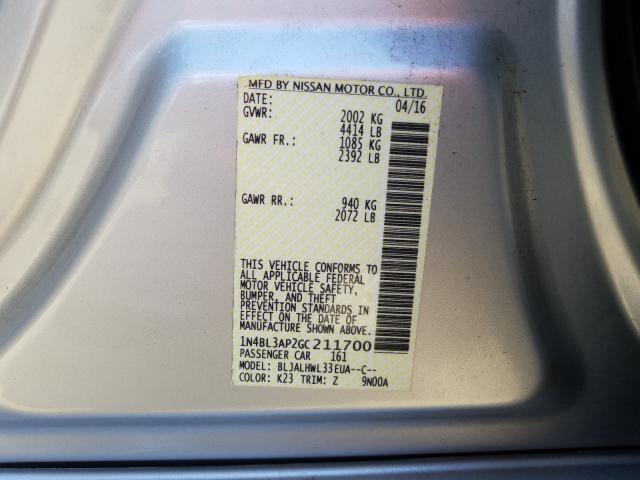 MFD BY NISSAN MOTOR CO., LTD.
DATE: 04/16
GVWR: 2002 KG
4414 LB
GAWR FR.: 1085 KG
2392 LB
GAWR RR.: 940 KG
2072 LB
THIS VEHICLE CONFORMS TO
ALL APPLICABLE FEDERAL
MOTOR VEHICLE SAFETY,
BUMPER, AND THEFT
PREVENTION STANDARDS IN
EFFECT ON THE DATE OF
MANUFACTURE SHOWN ABOVE.
1N4BL3AP2GC211700
PASSENGER CAR 161
MODEL: BLJALHWL33EUA--C--
COLOR: K23 TRIM: Z 9N00A